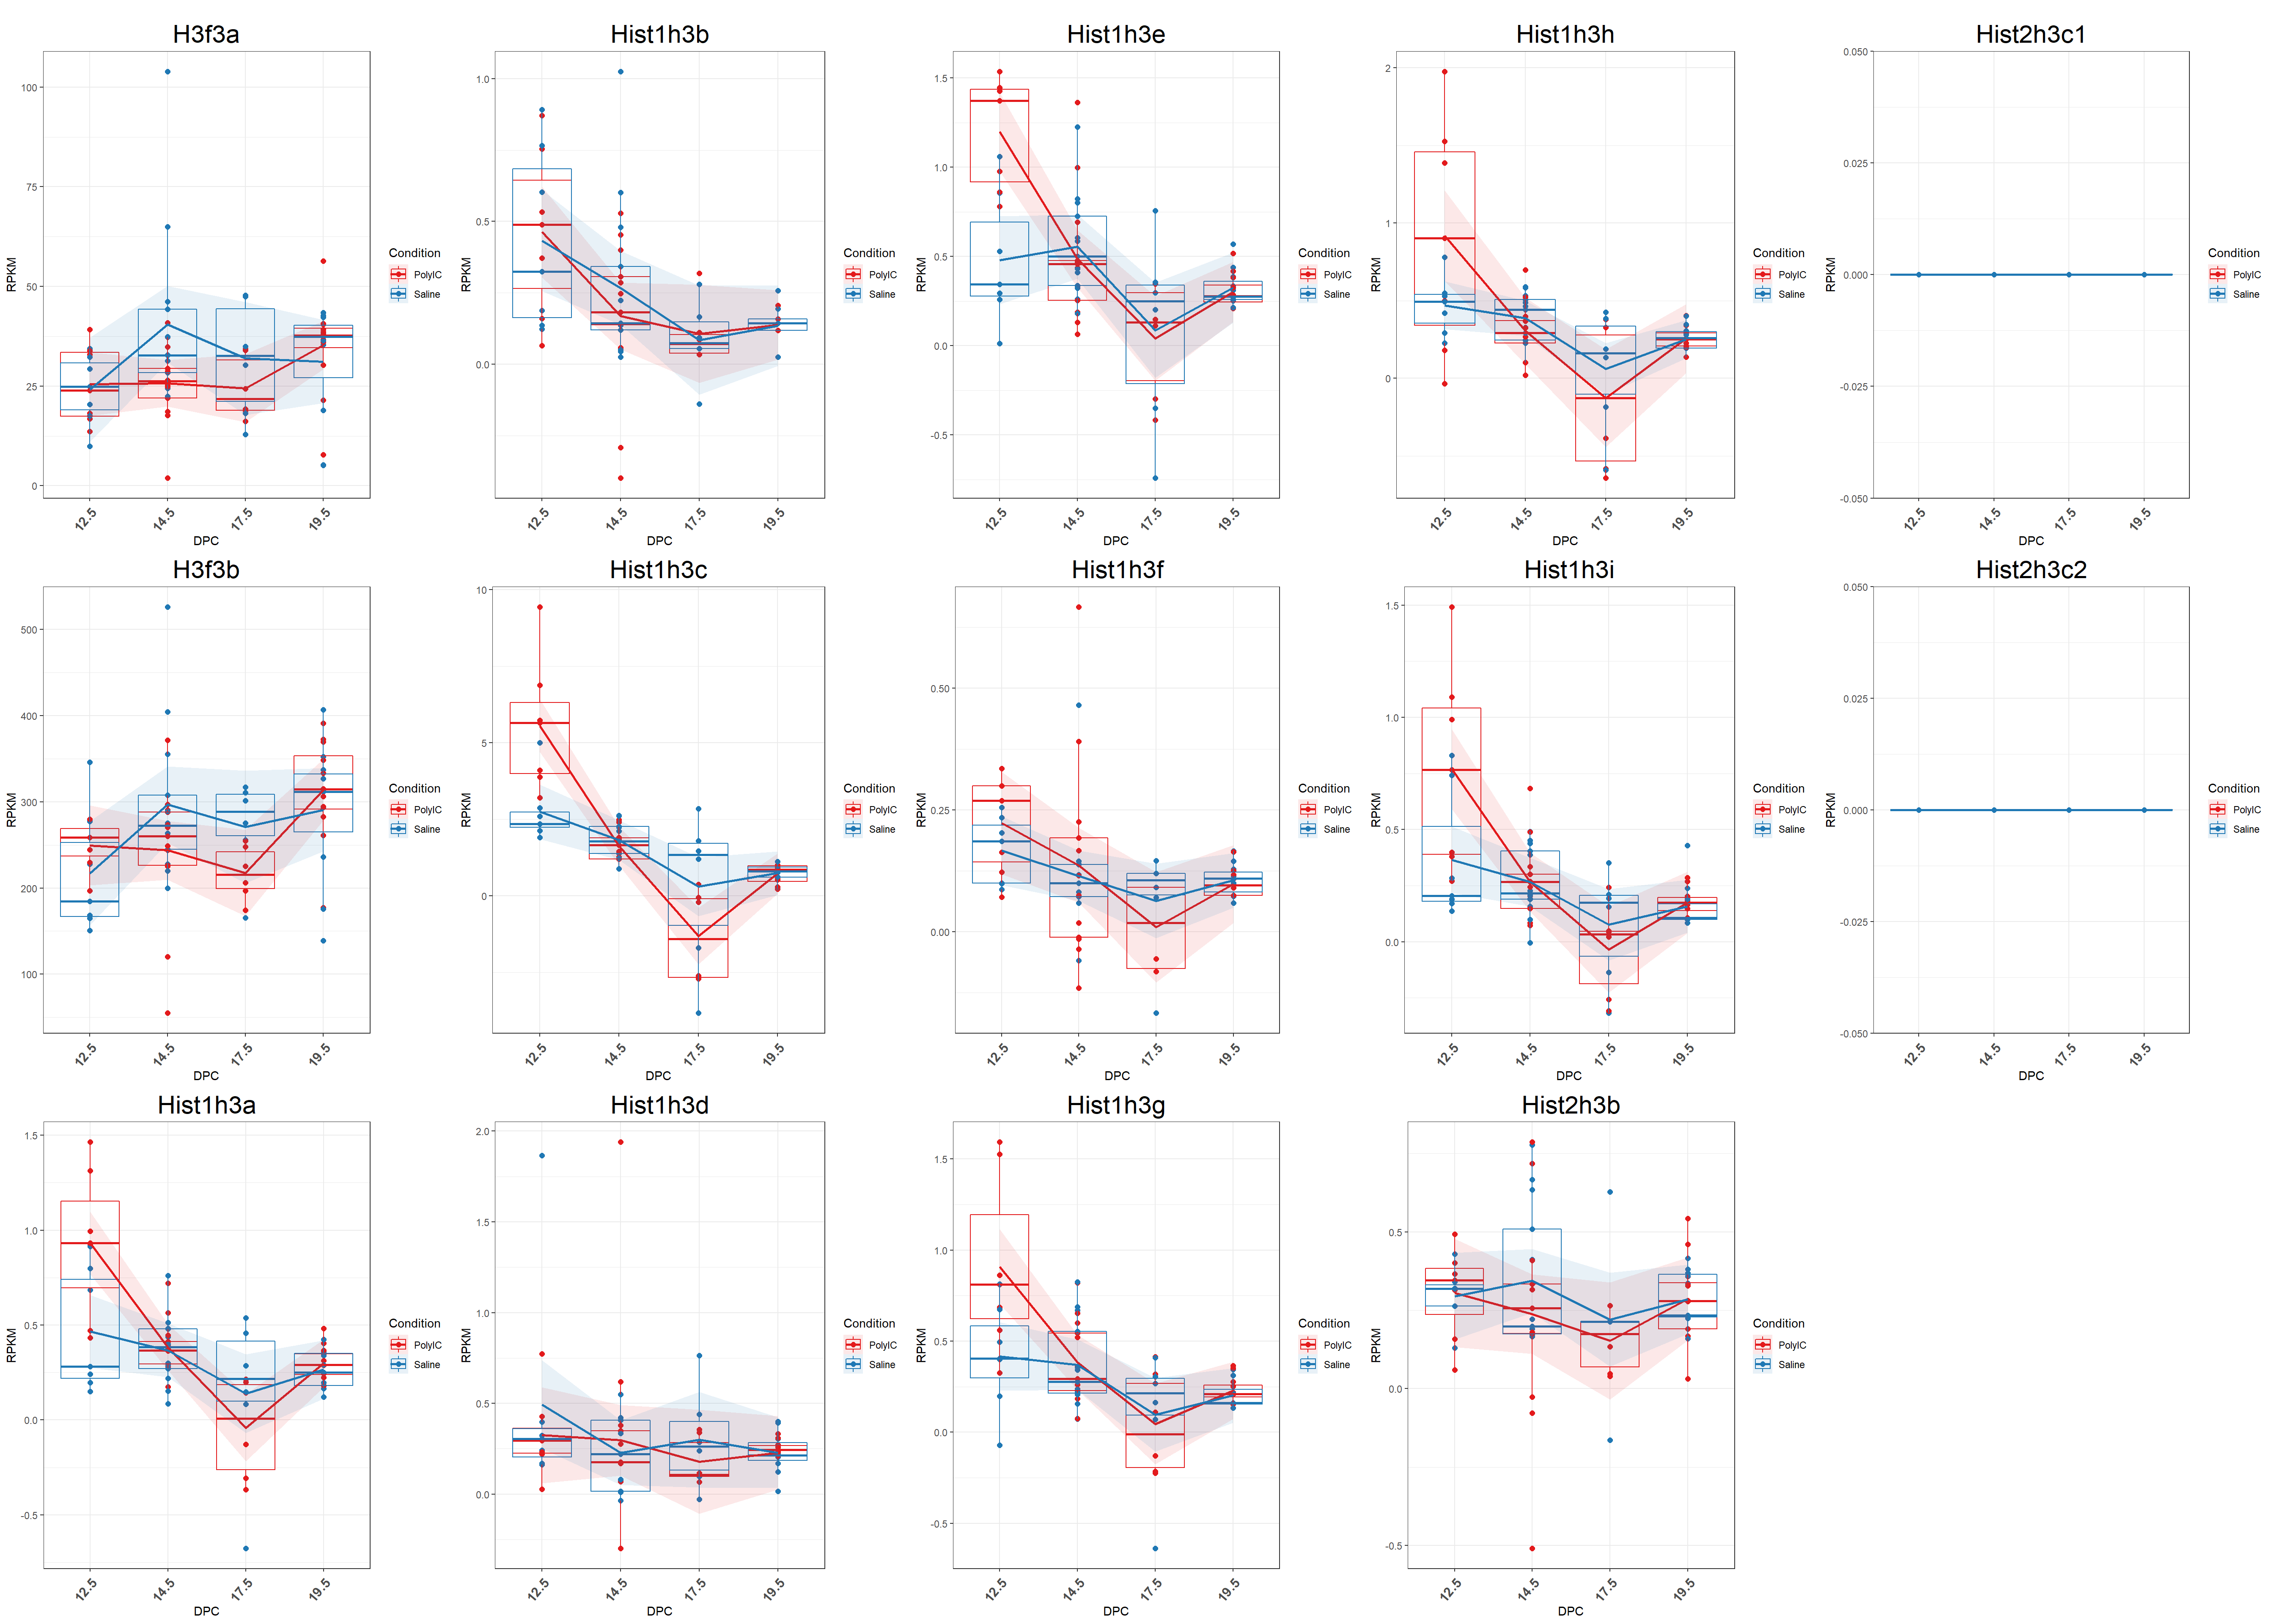 H3f3a
RPKM
100
75
50
25
0
12.5 14.5 17.5 19.5
DPC
Condition
PolyIC
Saline
Hist1h3b
RPKM
1.0
0.5
0.0
12.5 14.5 17.5 19.5
DPC
Condition
PolyIC
Saline
Hist1h3e
RPKM
1.5
1.0
0.5
0.0
-0.5
12.5 14.5 17.5 19.5
DPC
Condition
PolyIC
Saline
Hist1h3h
RPKM
2
1
0
12.5 14.5 17.5 19.5
DPC
Condition
PolyIC
Saline
Hist2h3c1
RPKM
0.050
0.025
0.000
-0.025
-0.050
12.5 14.5 17.5 19.5
DPC
Condition
PolyIC
Saline
H3f3b
RPKM
500
400
300
200
100
12.5 14.5 17.5 19.5
DPC
Condition
PolyIC
Saline
Hist1h3c
RPKM
10
5
0
12.5 14.5 17.5 19.5
DPC
Condition
PolyIC
Saline
Hist1h3f
RPKM
0.50
0.25
0.00
12.5 14.5 17.5 19.5
DPC
Condition
PolyIC
Saline
Hist1h3i
RPKM
1.5
1.0
0.5
0.0
12.5 14.5 17.5 19.5
DPC
Condition
PolyIC
Saline
Hist2h3c2
RPKM
0.050
0.025
0.000
-0.025
-0.050
12.5 14.5 17.5 19.5
DPC
Condition
PolyIC
Saline
Hist1h3a
RPKM
1.5
1.0
0.5
0.0
-0.5
12.5 14.5 17.5 19.5
DPC
Condition
PolyIC
Saline
Hist1h3d
RPKM
2.0
1.5
1.0
0.5
0.0
12.5 14.5 17.5 19.5
DPC
Condition
PolyIC
Saline
Hist1h3g
RPKM
1.5
1.0
0.5
0.0
-0.5
12.5 14.5 17.5 19.5
DPC
Condition
PolyIC
Saline
Hist2h3b
RPKM
0.5
0.0
-0.5
12.5 14.5 17.5 19.5
DPC
Condition
PolyIC
Saline